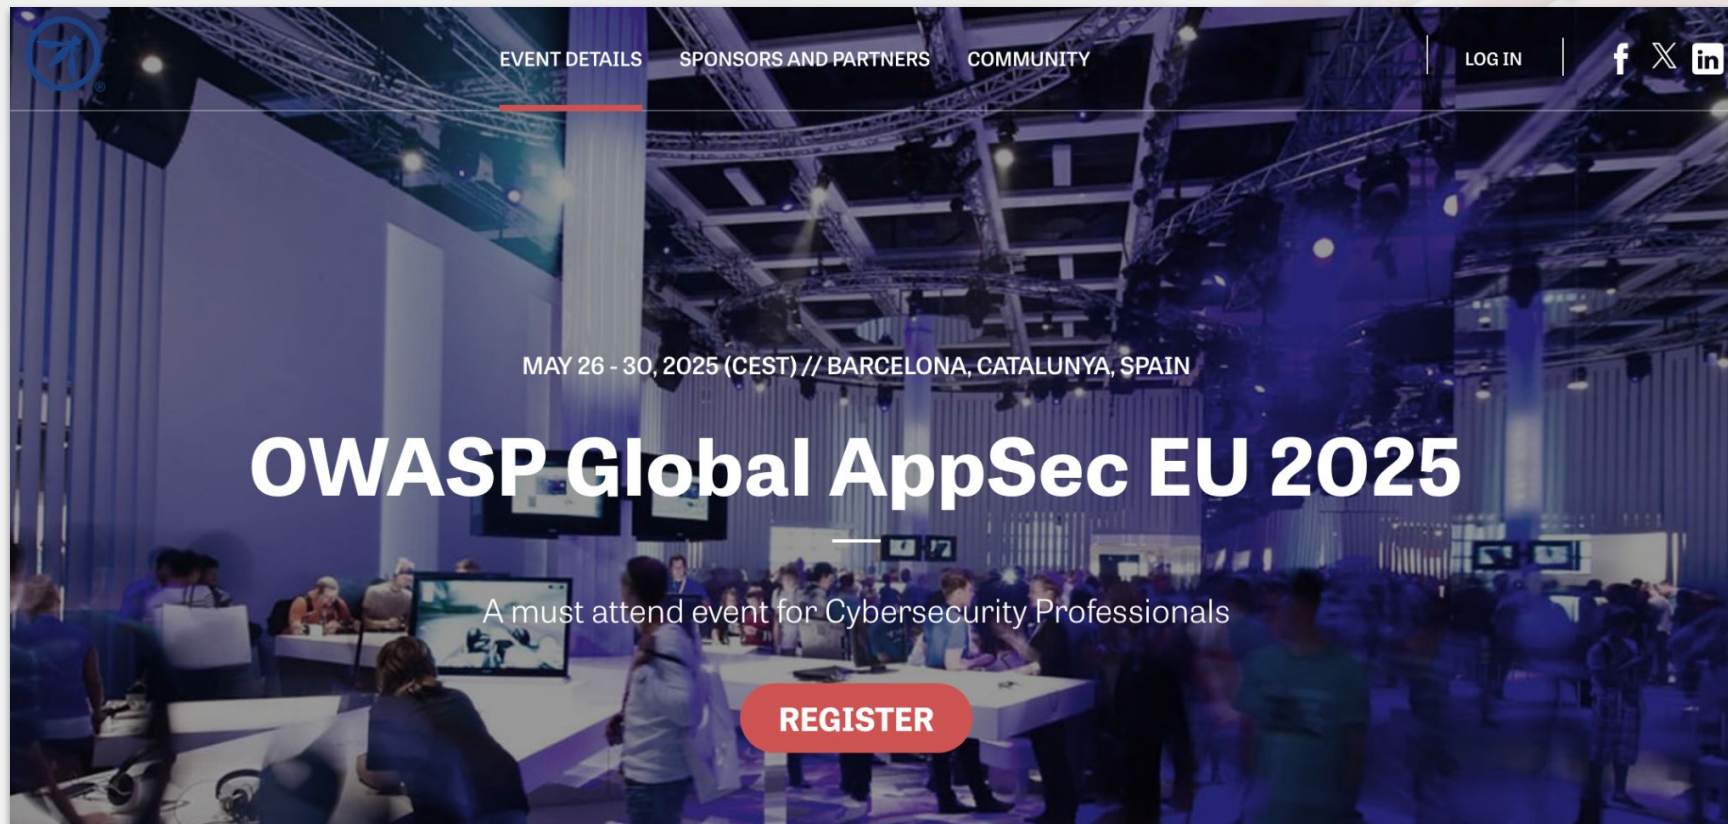 EVENT DETAILS SPONSORS AND PARTNERS COMMUNITY LOG IN f X in
®
MAY 26 - 30, 2025 (CEST) // BARCELONA, CATALUNYA, SPAIN
OWASP Global AppSec EU 2025
A must attend event for Cybersecurity Professionals
REGISTER